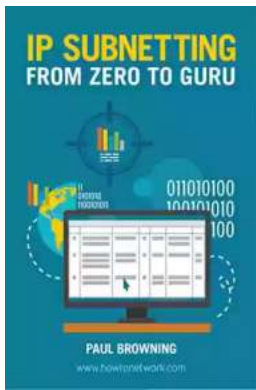 IP SUBNETTING
FROM ZERO TO GURU
011010100
100101010
100
PAUL BROWNING
www.howtonetwork.com